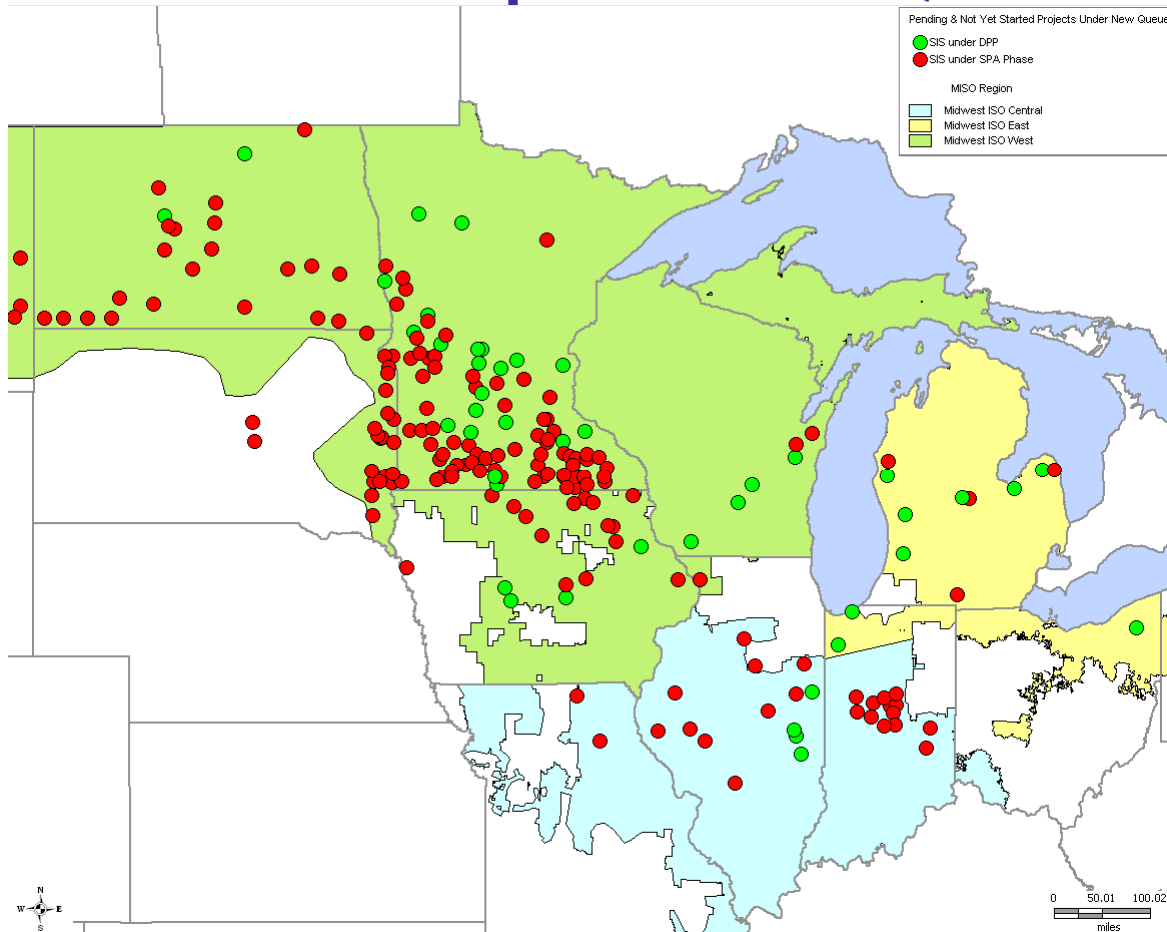 Pending & Not Yet Started Projects Under New Queue
SIS under DPP
SIS under SPA Phase
MISO Region
Midwest ISO Central
Midwest ISO East
Midwest ISO West
N
W E
S
0 50.01 100.02
miles